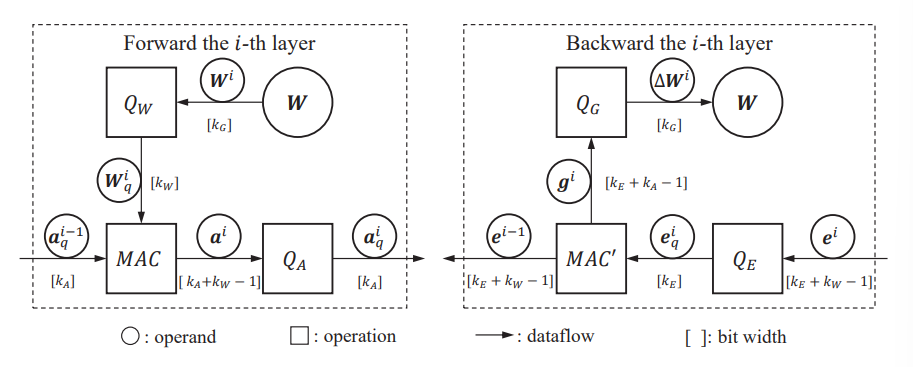 Forward the i-th layer
Q_W
W^i
W
[k_G]
W_q^i
[k_W]
a_q^{i-1}
MAC
a^i
Q_A
a_q^i
[k_A]
[k_A+k_W − 1]
[k_A]
Backward the i-th layer
Q_G
ΔW^i
W
[k_G]
g^i
[k_E + k_A − 1]
e^{i-1}
MAC′
e_q^i
Q_E
e^i
[k_E + k_W − 1]
[k_E]
[k_E + k_W − 1]
: operand
: operation
: dataflow
[ ]: bit width